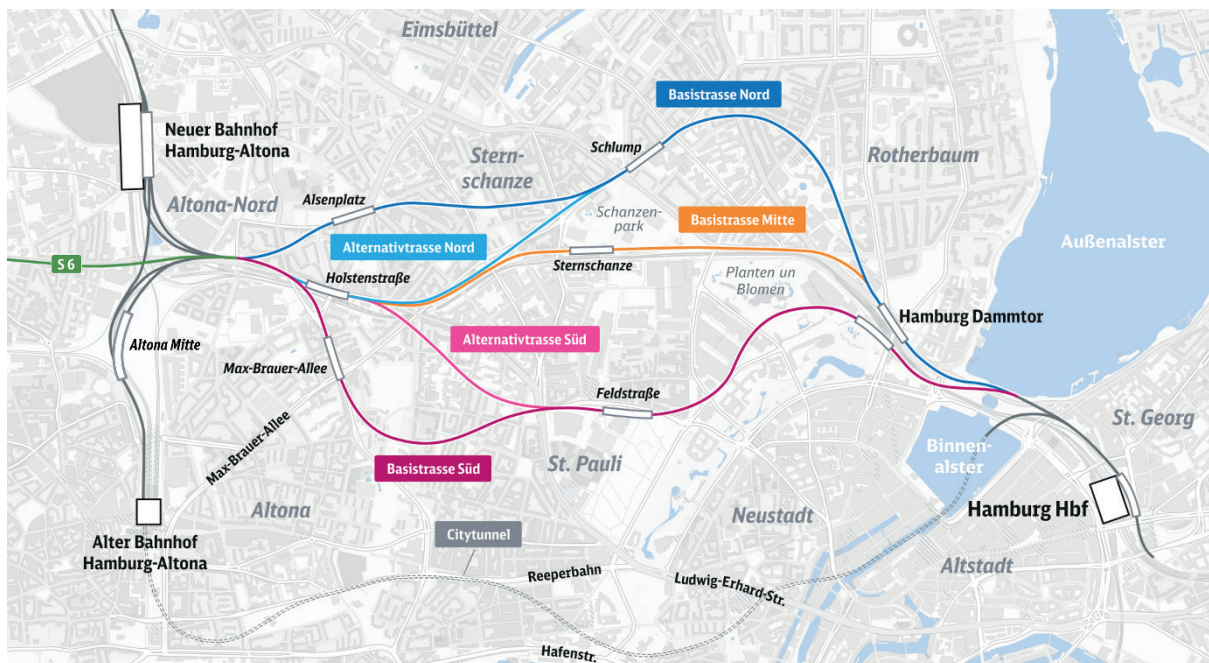 Eimsbüttel
Basistrasse Nord
Neuer Bahnhof
Hamburg-Altona
Schlump
Stern-
schanze
Rotherbaum
Alsenplatz
Altona-Nord
Schanzen-
park
Basistrasse Mitte
Außenalster
Alternativtrasse Nord
S 6
Sternschanze
Holstenstraße
Planten un
Blomen
Hamburg Dammtor
Altona Mitte
Alternativtrasse Süd
Max-Brauer-Allee
Feldstraße
St. Georg
Max-Brauer-Allee
Binnen-
alster
Basistrasse Süd
St. Pauli
Altona
Neustadt
Hamburg Hbf
Citytunnel
Alter Bahnhof
Hamburg-Altona
Altstadt
Reeperbahn
Ludwig-Erhard-Str.
Hafenstr.